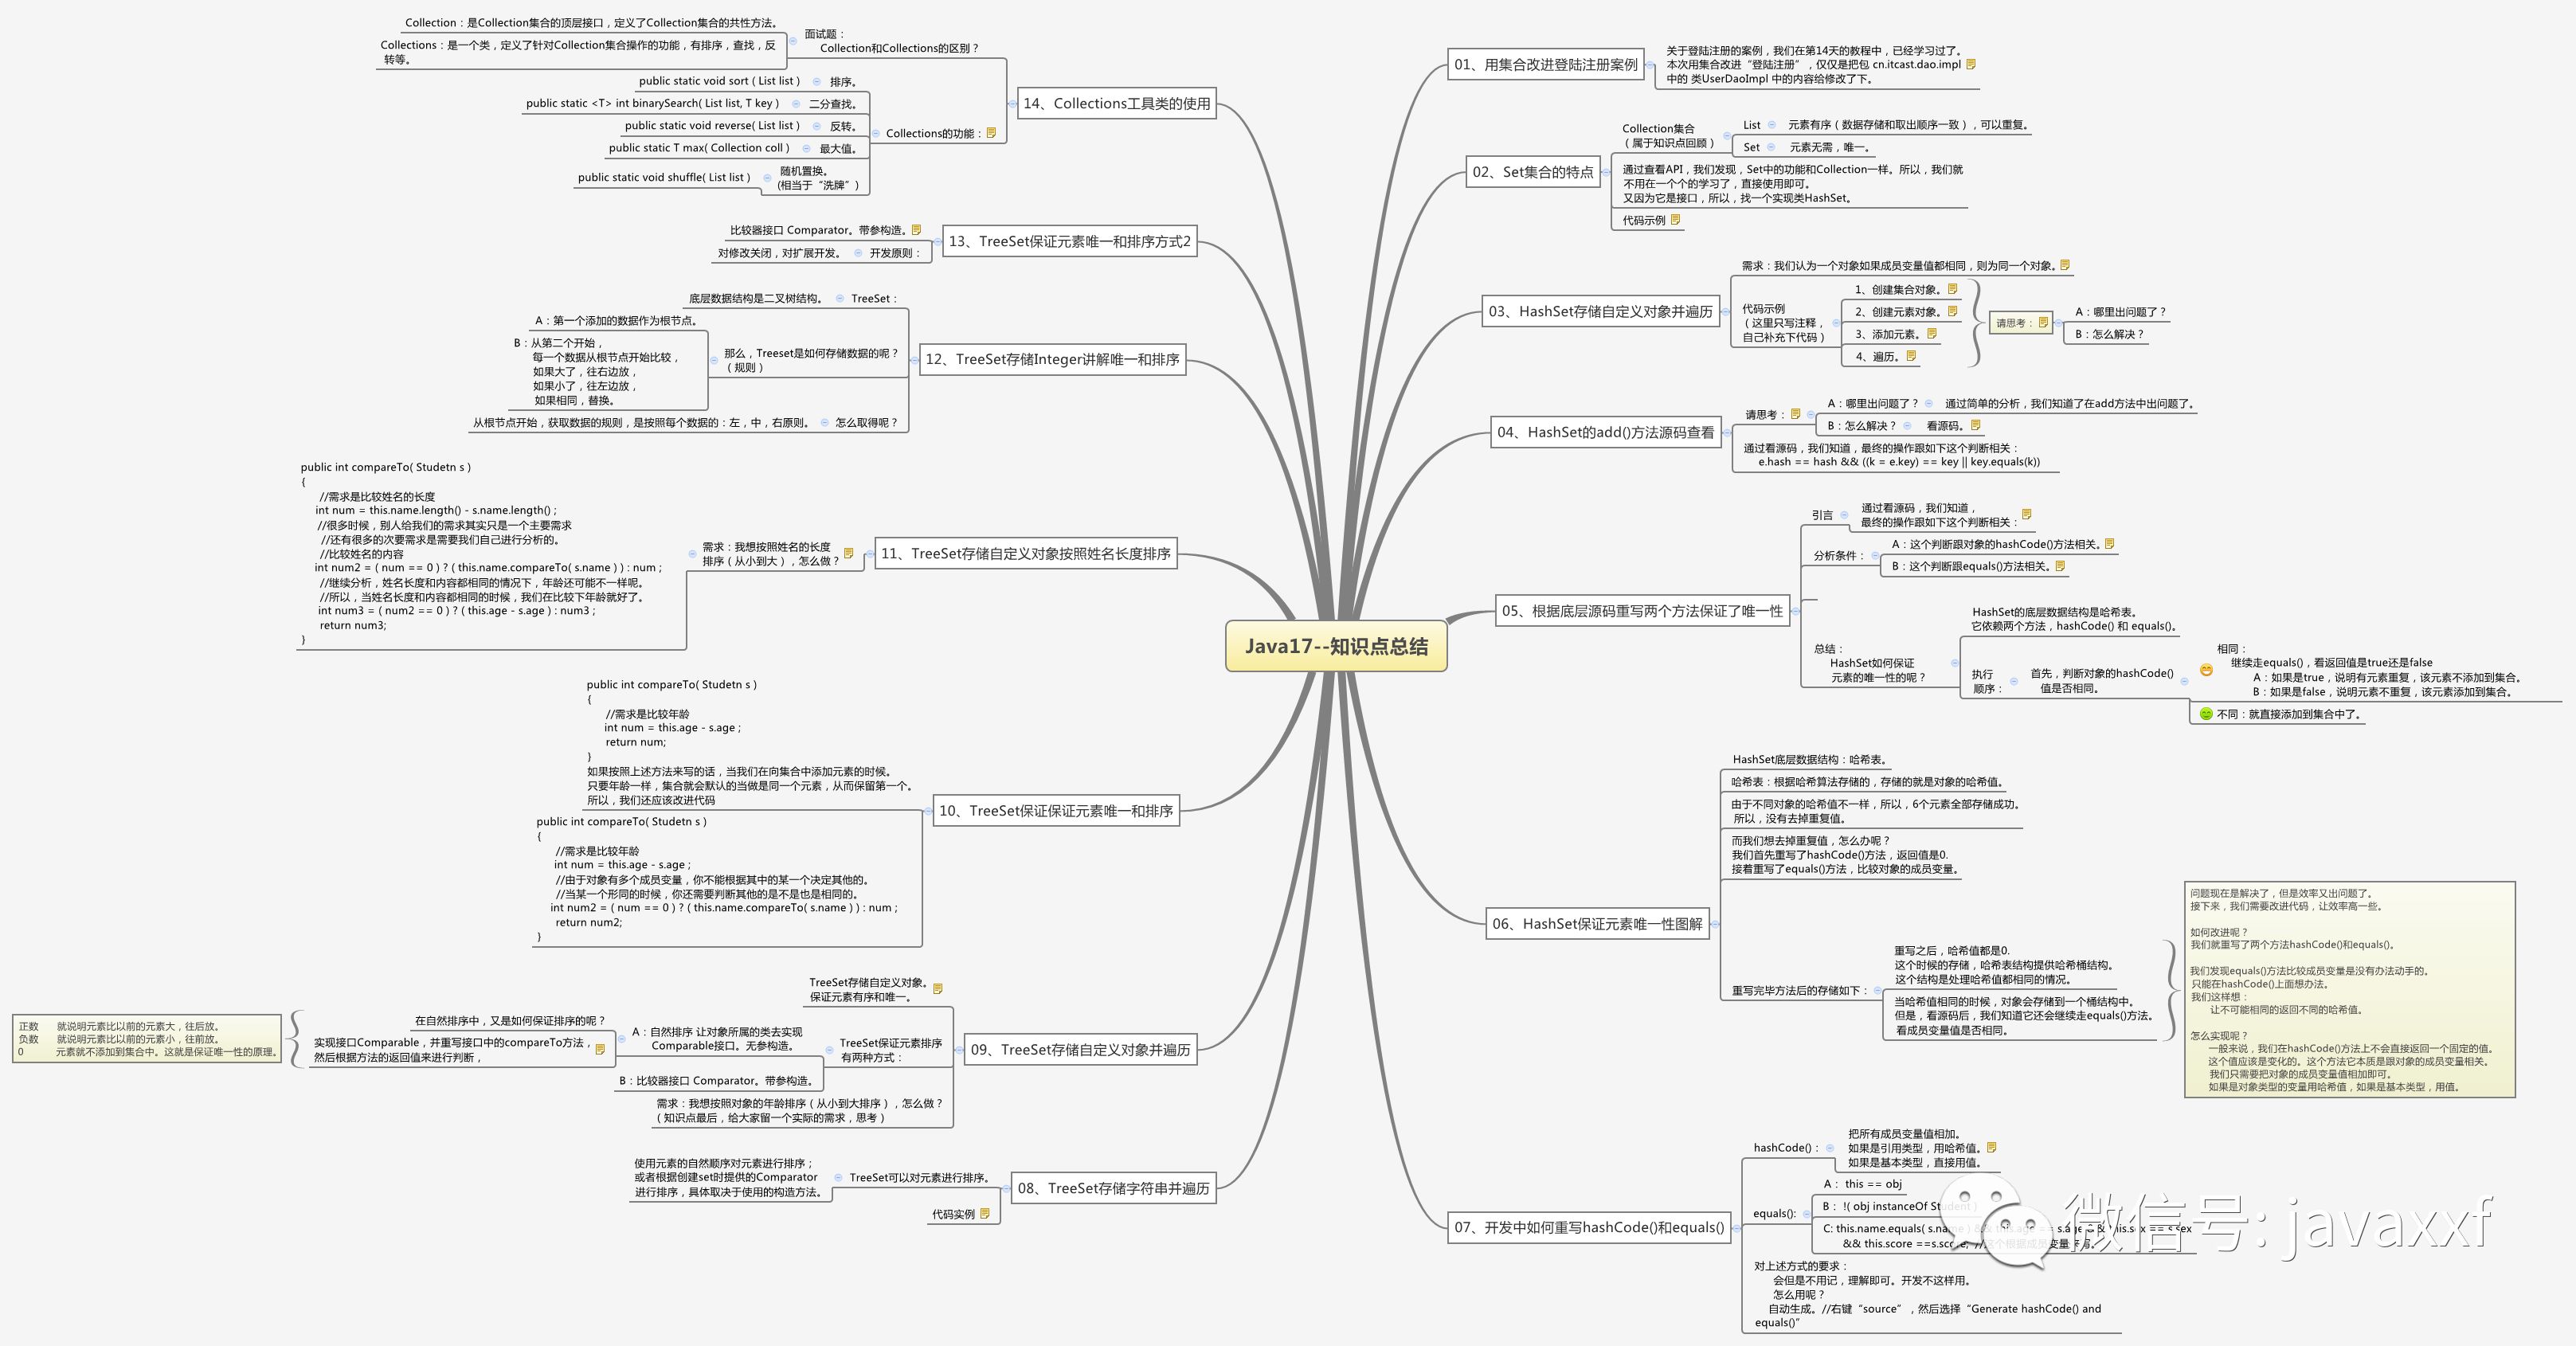 Java17--知识点总结
01、用集合改进登陆注册案例
关于登陆注册的案例，我们在第14天的教程中，已经学习过了。
本次用集合改进“登陆注册”，仅仅是把包 cn.itcast.dao.impl
中的 类UserDaoImpl 中的内容给修改了下。
02、Set集合的特点
Collection集合
（属于知识点回顾）
List
元素有序（数据存储和取出顺序一致），可以重复。
Set
元素无需，唯一。
通过查看API，我们发现，Set中的功能和Collection一样。所以，我们就
不用在一个个的学习了，直接使用即可。
又因为它是接口，所以，找一个实现类HashSet。
代码示例
03、HashSet存储自定义对象并遍历
需求：我们认为一个对象如果成员变量值都相同，则为同一个对象。
代码示例
（这里只写注释，
自己补充下代码）
1、创建集合对象。
2、创建元素对象。
3、添加元素。
4、遍历。
请思考：
A：哪里出问题了？
B：怎么解决？
04、HashSet的add()方法源码查看
请思考：
A：哪里出问题了？
通过简单的分析，我们知道了在add方法中出问题了。
B：怎么解决？
看源码。
通过看源码，我们知道，最终的操作跟如下这个判断相关：
e.hash == hash && ((k = e.key) == key || key.equals(k))
05、根据底层源码重写两个方法保证了唯一性
引言
通过看源码，我们知道，
最终的操作跟如下这个判断相关：
分析条件：
A：这个判断跟对象的hashCode()方法相关。
B：这个判断跟equals()方法相关。
总结：
HashSet如何保证
元素的唯一性的呢？
HashSet的底层数据结构是哈希表。
它依赖两个方法，hashCode() 和 equals()。
执行
顺序：
首先，判断对象的hashCode()
值是否相同。
相同：
继续走equals()，看返回值是true还是false
A：如果是true，说明有元素重复，该元素不添加到集合。
B：如果是false，说明元素不重复，该元素添加到集合。
不同：就直接添加到集合中了。
06、HashSet保证元素唯一性图解
HashSet底层数据结构：哈希表。
哈希表：根据哈希算法存储的，存储的就是对象的哈希值。
由于不同对象的哈希值不一样，所以，6个元素全部存储成功。
所以，没有去掉重复值。
而我们想去掉重复值，怎么办呢？
我们首先重写了hashCode()方法，返回值是0.
接着重写了equals()方法，比较对象的成员变量。
重写完毕方法后的存储如下：
重写之后，哈希值都是0.
这个时候的存储，哈希表结构提供哈希桶结构。
这个结构是处理哈希值都相同的情况。
当哈希值相同的时候，对象会存储到一个桶结构中。
但是，看源码后，我们知道它还会继续走equals()方法。
看成员变量值是否相同。
问题现在是解决了，但是效率又出问题了。
接下来，我们需要改进代码，让效率高一些。
如何改进呢？
我们就重写了两个方法hashCode()和equals()。
我们发现equals()方法比较成员变量是没有办法动手的。
只能在hashCode()上面想办法。
我们这样想：
让不可能相同的返回不同的哈希值。
怎么实现呢？
一般来说，我们在hashCode()方法上不会直接返回一个固定的值。
这个值应该是变化的。这个方法它本质是跟对象的成员变量相关。
我们只需要把对象的成员变量值相加即可。
如果是对象类型的变量用哈希值，如果是基本类型，用值。
07、开发中如何重写hashCode()和equals()
hashCode()：
把所有成员变量值相加。
如果是引用类型，用哈希值。
如果是基本类型，直接用值。
equals():
A： this == obj
B： !( obj instanceOf Student )
C: this.name.equals( s.name ) && this.age == s.age && this.sex == s.sex
&& this.score ==s.score; //这个根据成员变量
对上述方式的要求：
会但是不用记，理解即可。开发不这样用。
怎么用呢？
自动生成。//右键“source”，然后选择“Generate hashCode() and
equals()”
微信号: javaxxf
14、Collections工具类的使用
面试题：
Collection和Collections的区别？
Collection：是Collection集合的顶层接口，定义了Collection集合的共性方法。
Collections：是一个类，定义了针对Collection集合操作的功能，有排序，查找，反
转等。
Collections的功能：
public static void sort ( List list )
排序。
public static <T> int binarySearch( List list, T key )
二分查找。
public static void reverse( List list )
反转。
public static T max( Collection coll )
最大值。
public static void shuffle( List list )
随机置换。
(相当于“洗牌”)
13、TreeSet保证元素唯一和排序方式2
比较器接口 Comparator。带参构造。
对修改关闭，对扩展开发。
开发原则：
12、TreeSet存储Integer讲解唯一和排序
底层数据结构是二叉树结构。
TreeSet：
那么，Treeset是如何存储数据的呢？
（规则）
A：第一个添加的数据作为根节点。
B：从第二个开始，
每一个数据从根节点开始比较，
如果大了，往右边放，
如果小了，往左边放，
如果相同，替换。
从根节点开始，获取数据的规则，是按照每个数据的：左，中，右原则。
怎么取得呢？
11、TreeSet存储自定义对象按照姓名长度排序
需求：我想按照姓名的长度
排序（从小到大），怎么做？
public int compareTo( Studetn s )
{
//需求是比较姓名的长度
int num = this.name.length() - s.name.length() ;
//很多时候，别人给我们的需求其实只是一个主要需求
//还有很多的次要需求是需要我们自己进行分析的。
//比较姓名的内容
int num2 = ( num == 0 ) ? ( this.name.compareTo( s.name ) ) : num ;
//继续分析，姓名长度和内容都相同的情况下，年龄还可能不一样呢。
//所以，当姓名长度和内容都相同的时候，我们在比较下年龄就好了。
int num3 = ( num2 == 0 ) ? ( this.age - s.age ) : num3 ;
return num3;
}
10、TreeSet保证保证元素唯一和排序
public int compareTo( Studetn s )
{
//需求是比较年龄
int num = this.age - s.age ;
return num;
}
如果按照上述方法来写的话，当我们在向集合中添加元素的时候。
只要年龄一样，集合就会默认的当做是同一个元素，从而保留第一个。
所以，我们还应该改进代码
public int compareTo( Studetn s )
{
//需求是比较年龄
int num = this.age - s.age ;
//由于对象有多个成员变量，你不能根据其中的某一个决定其他的。
//当某一个形同的时候，你还需要判断其他的是不是也是相同的。
int num2 = ( num == 0 ) ? ( this.name.compareTo( s.name ) ) : num ;
return num2;
}
09、TreeSet存储自定义对象并遍历
TreeSet存储自定义对象。
保证元素有序和唯一。
TreeSet保证元素排序
有两种方式：
A：自然排序 让对象所属的类去实现
Comparable接口。无参构造。
在自然排序中，又是如何保证排序的呢？
实现接口Comparable，并重写接口中的compareTo方法，
然后根据方法的返回值来进行判断，
正数 就说明元素比以前的元素大，往后放。
负数 就说明元素比以前的元素小，往前放。
0 元素就不添加到集合中。这就是保证唯一性的原理。
B：比较器接口 Comparator。带参构造。
需求：我想按照对象的年龄排序（从小到大排序），怎么做？
（知识点最后，给大家留一个实际的需求，思考）
08、TreeSet存储字符串并遍历
TreeSet可以对元素进行排序。
使用元素的自然顺序对元素进行排序；
或者根据创建set时提供的Comparator
进行排序，具体取决于使用的构造方法。
代码实例